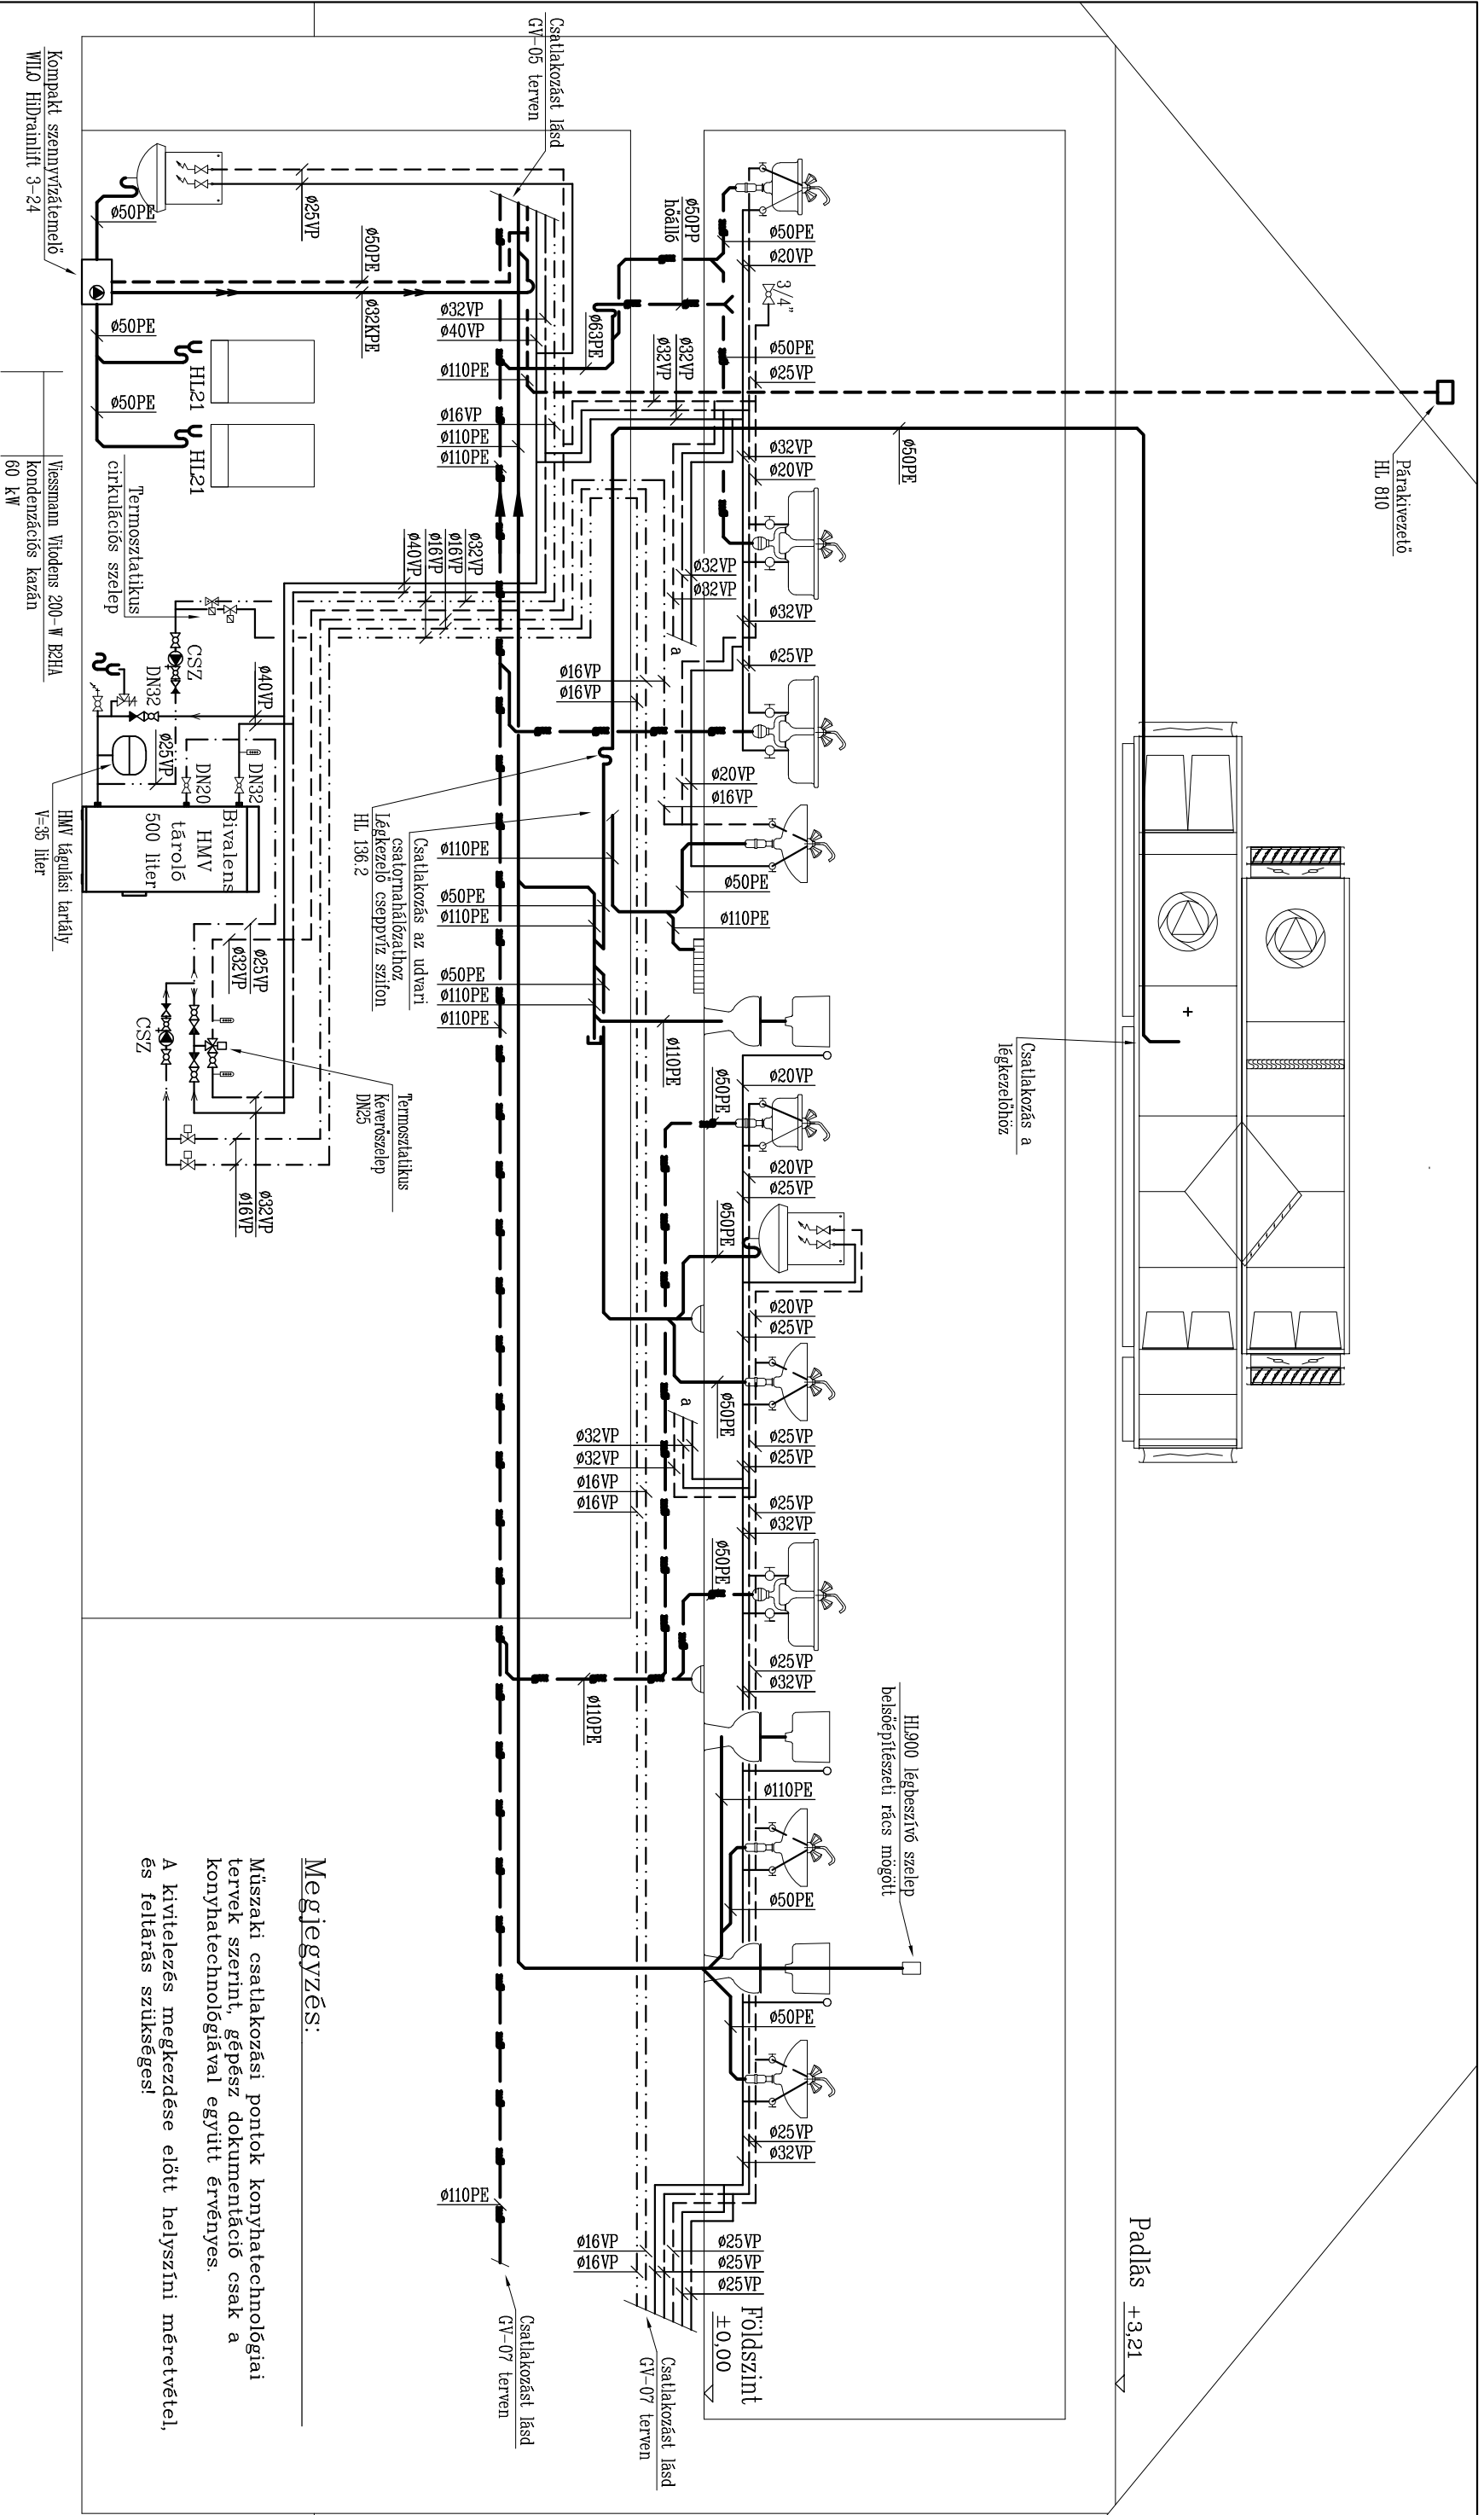 Párakivezető
HL 810
Padlás +3,21
Csatlakozás a
légkezelőhöz
HL900 légbeszívó szelep
belsőépítészeti rács mögött
Földszint
±0,00
ø50PE
ø20VP
3/4"
ø50PE
ø25VP
ø50PE
ø32VP
ø20VP
ø32VP
ø25VP
ø20VP
ø16VP
ø50PE
ø110PE
ø20VP
ø50PE
ø20VP
ø25VP
ø50PE
ø20VP
ø25VP
ø50PE
ø25VP
ø25VP
ø25VP
ø32VP
ø50PE
ø25VP
ø32VP
ø110PE
ø50PE
ø50PE
ø25VP
ø32VP
ø25VP
ø25VP
ø25VP
ø50PP
hőálló
ø32VP
ø32VP
ø63PE
ø32VP
ø32VP
a
ø16VP
ø16VP
ø110PE
a
ø32VP
ø32VP
ø16VP
ø16VP
ø110PE
ø16VP
ø16VP
Csatlakozást lásd
GV-07 terven
Csatlakozást lásd
GV-05 terven
ø32VP
ø40VP
ø110PE
ø16VP
ø110PE
ø110PE
ø32VP
ø16VP
ø16VP
ø40VP
ø110PE
ø50PE
ø110PE
ø50PE
ø110PE
ø110PE
ø110PE
Csatlakozást lásd
GV-07 terven
Csatlakozás az udvari
csatornahálózathoz
Légkezelő cseppvíz szifon
HL 136.2
ø25VP
ø50PE
ø50PE
ø32KPE
ø50PE
HL21
ø50PE
HL21
Kompakt szennyvízátemelő
WILO HiDrainlift 3-24
Viessmann Vitodens 200-W B2HA
kondenzációs kazán
60 kW
Termosztatikus
cirkulációs szelep
CSZ
DN32
ø40VP
ø25VP
DN20
DN32
Bivalens
HMV
tároló
500 liter
HMV tágulási tartály
V=35 liter
ø25VP
ø32VP
CSZ
Termosztatikus
Keverőszelep
DN25
ø32VP
ø16VP
Megjegyzés:
Műszaki csatlakozási pontok konyhatechnológiai
tervek szerint, gépész dokumentáció csak a
konyhatechnológiával együtt érvényes.
A kivitelezés megkezdése előtt helyszíni méretvétel,
és feltárás szükséges!